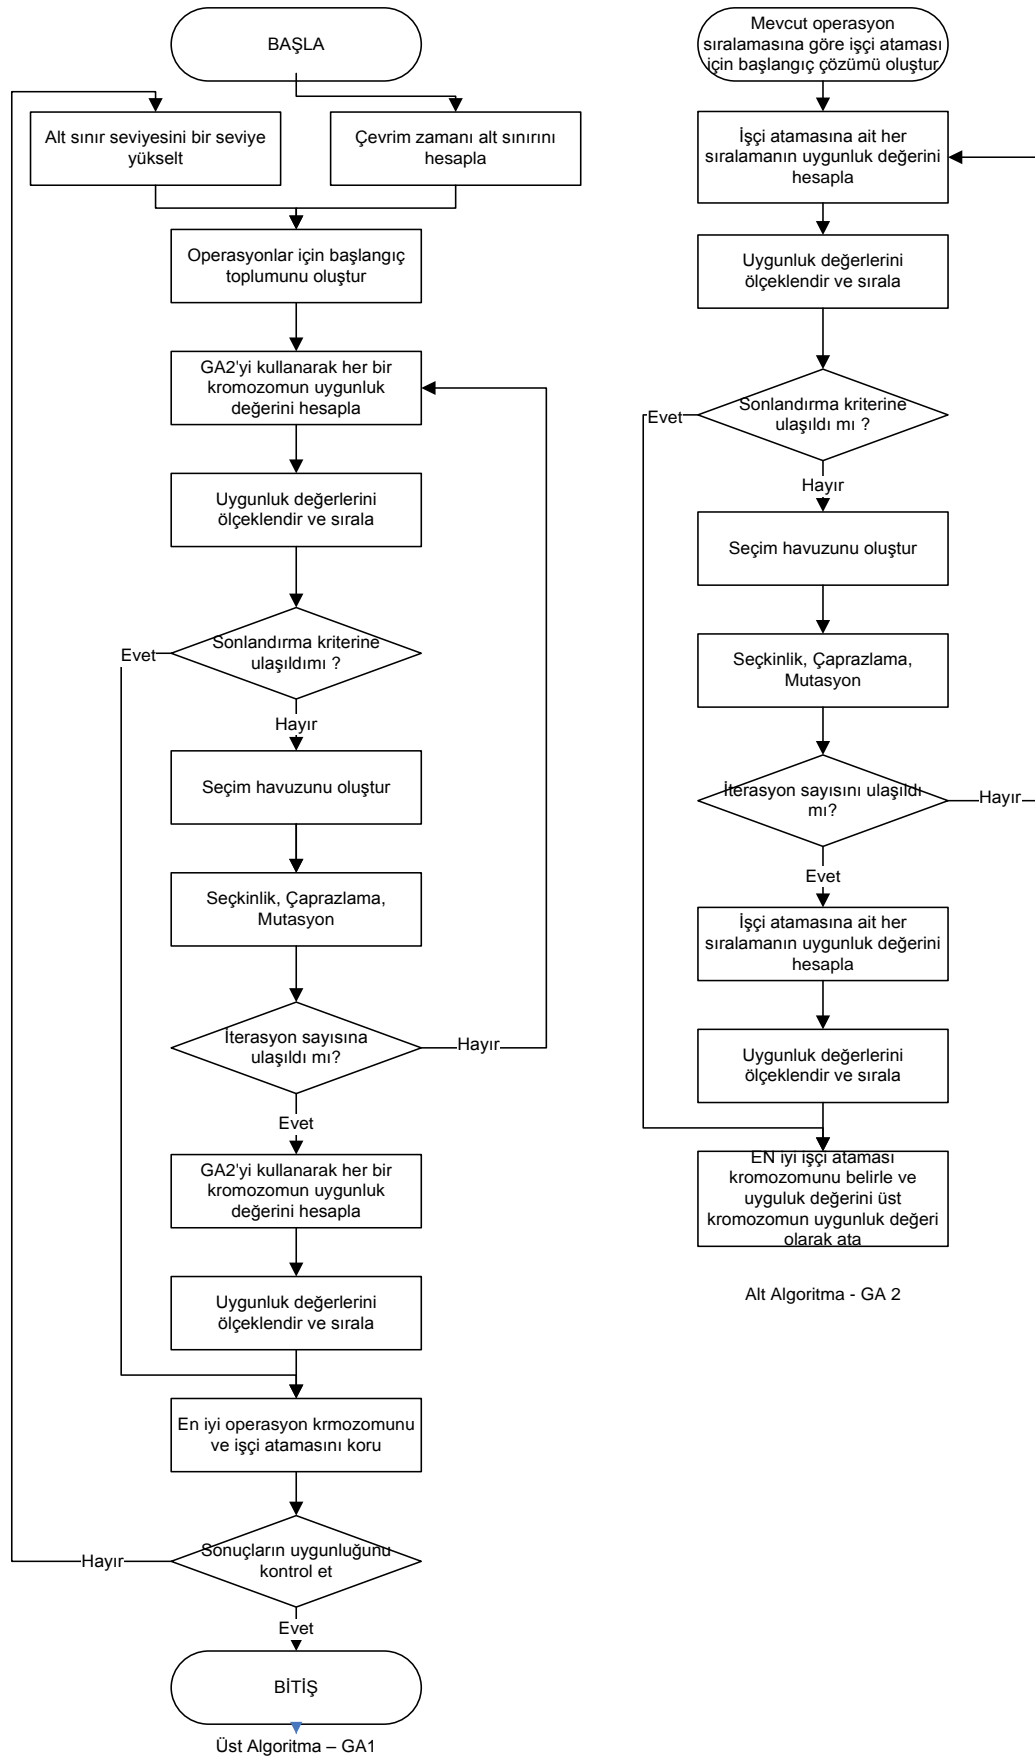 BAŞLA
Alt sınır seviyesini bir seviye
yükselt
Çevrim zamanı alt sınırını
hesapla
Operasyonlar için başlangıç
toplumunu oluştur
GA2'yi kullanarak her bir
kromozomun uygunluk
değerini hesapla
Uygunluk değerlerini
ölçeklendir ve sırala
Sonlandırma kriterine
ulaşıldımı ?
Evet
Hayır
Seçim havuzunu oluştur
Seçkinlik, Çaprazlama,
Mutasyon
İterasyon sayısına
ulaşıldı mı?
Hayır
Evet
GA2'yi kullanarak her bir
kromozomun uygunluk
değerini hesapla
Uygunluk değerlerini
ölçeklendir ve sırala
En iyi operasyon krmozomunu
ve işçi atamasını koru
Sonuçların uygunluğunu
kontrol et
Hayır
Evet
BİTİŞ
Üst Algoritma – GA1
Mevcut operasyon
sıralamasına göre işçi ataması
için başlangıç çözümü oluştur
İşçi atamasına ait her
sıralamanın uygunluk değerini
hesapla
Uygunluk değerlerini
ölçeklendir ve sırala
Sonlandırma kriterine
ulaşıldı mı ?
Evet
Hayır
Seçim havuzunu oluştur
Seçkinlik, Çaprazlama,
Mutasyon
İterasyon sayısını ulaşıldı
mı?
Hayır
Evet
İşçi atamasına ait her
sıralamanın uygunluk değerini
hesapla
Uygunluk değerlerini
ölçeklendir ve sırala
EN iyi işçi ataması
kromozomunu belirle ve
uyguluk değerini üst
kromozomun uygunluk değeri
olarak ata
Alt Algoritma - GA 2